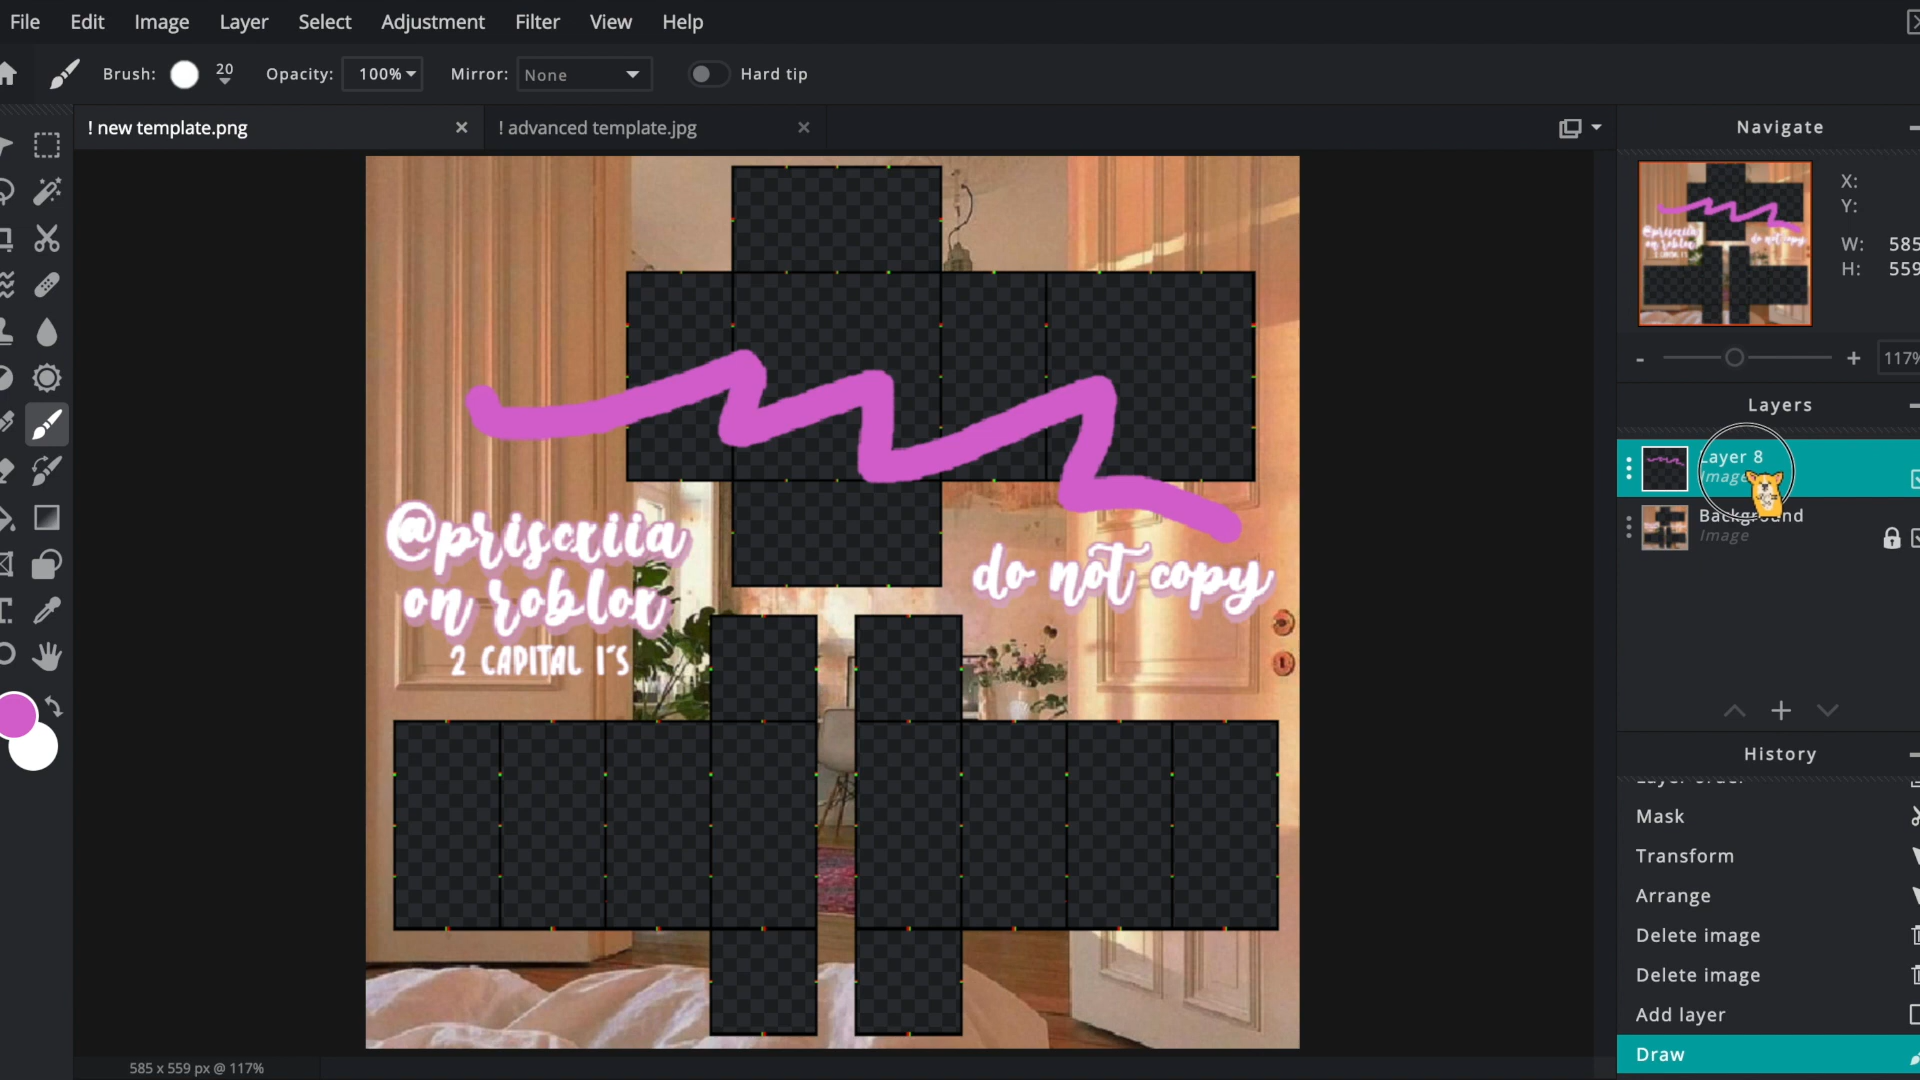 File Edit Image Layer Select Adjustment Filter View Help
Brush: 20 Opacity: 100% Mirror: None Hard tip
! new template.png ! advanced template.jpg
Navigate
X:
Y:
W: 585
H: 559
- + 117%
Layers
Layer 8
Image
Background
Image
@priscxiia
on roblox
2 CAPITAL I'S
do not copy
History
Layer order
Mask
Transform
Arrange
Delete image
Delete image
Add layer
Draw
585 x 559 px @ 117%